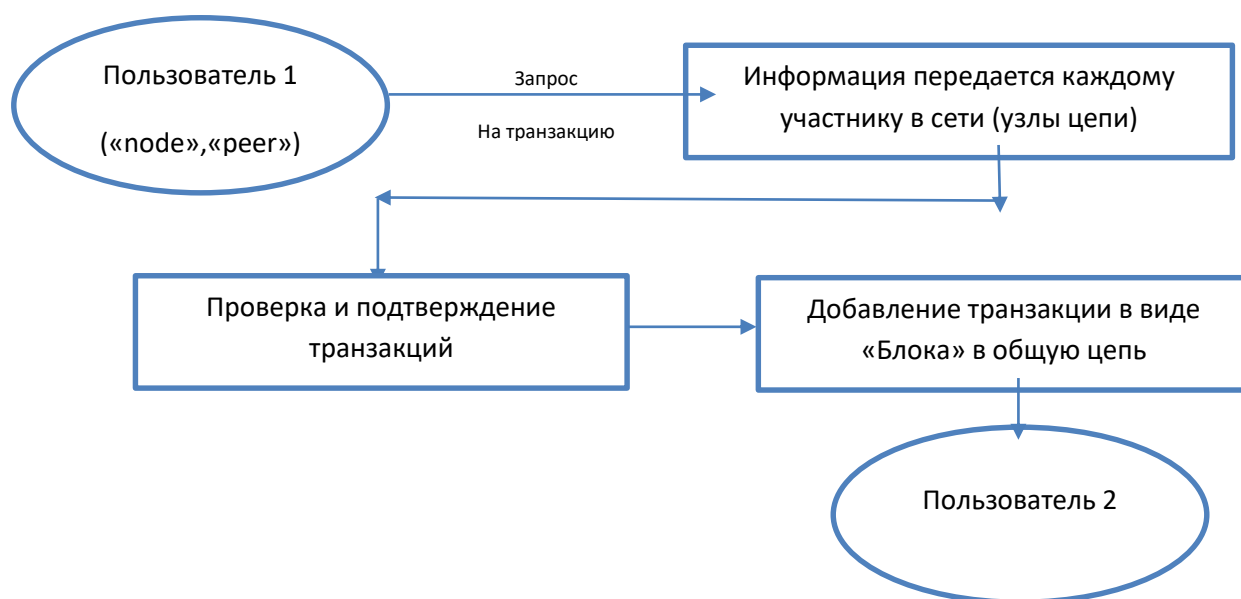 Пользователь 1
(«node»,«peer»)
Запрос
На транзакцию
Информация передается каждому
участнику в сети (узлы цепи)
Проверка и подтверждение
транзакций
Добавление транзакции в виде
«Блока» в общую цепь
Пользователь 2